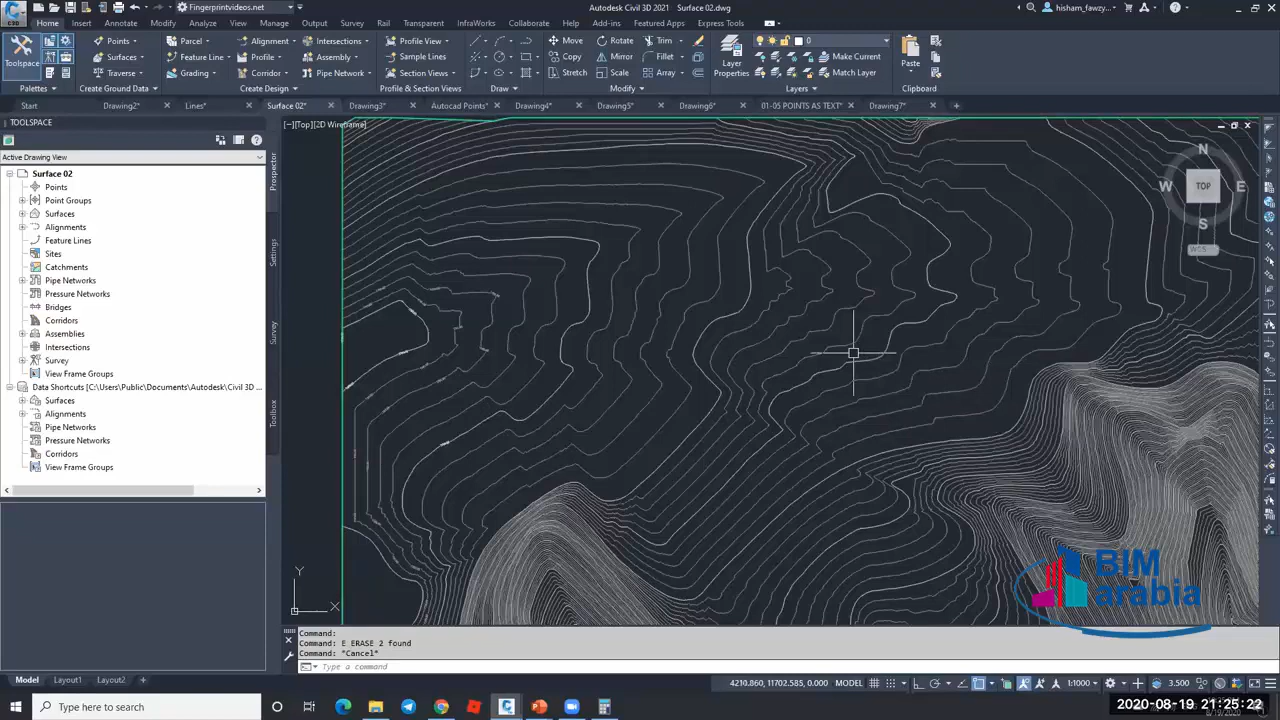 Fingerprintvideos.net
Autodesk Civil 3D 2021 Surface 02.dwg
hisham_fawzy...
Home Insert Annotate Modify Analyze View Manage Output Survey Rail Transparent InfraWorks Collaborate Help Add-ins Featured Apps Express Tools
Toolspace
Points
Surfaces
Traverse
Parcel
Feature Line
Grading
Alignment
Profile
Corridor
Intersections
Assembly
Pipe Network
Profile View
Sample Lines
Section Views
Move
Copy
Stretch
Rotate
Mirror
Scale
Trim
Fillet
Array
Layer Properties
0
Make Current
Match Layer
Paste
Palettes Create Ground Data Create Design Profile & Section Views Draw Modify Layers Clipboard
Start Drawing2* Lines* Surface 02* Drawing3* Autocad Points* Drawing4* Drawing5* Drawing6* 01-05 POINTS AS TEXT* Drawing7*
TOOLSPACE
Active Drawing View
Surface 02
Points
Point Groups
Surfaces
Alignments
Feature Lines
Sites
Catchments
Pipe Networks
Pressure Networks
Bridges
Corridors
Assemblies
Intersections
Survey
View Frame Groups
Data Shortcuts [C:\Users\Public\Documents\Autodesk\Civil 3D ...
Surfaces
Alignments
Pipe Networks
Pressure Networks
Corridors
View Frame Groups
Prospector
Settings
Survey
Toolbox
[−][Top][2D Wireframe]
N
W TOP E
S
WCS
Y
X
BIM
arabia
Command:
Command: E ERASE 2 found
Command: *Cancel*
Type a command
Model Layout1 Layout2
4210.860, 11702.585, 0.000 MODEL 1:1000 3.500
Type here to search
2020-08-19 21:25:22